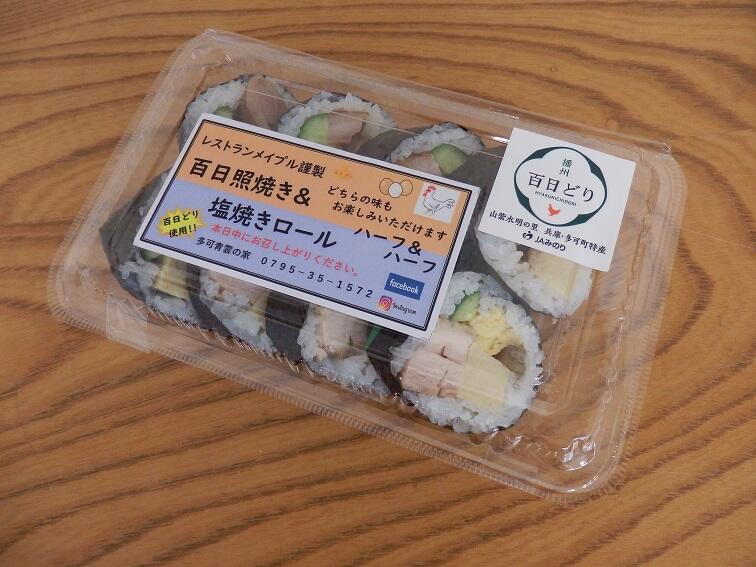 レストランメイプル謹製
百日照焼き&
どちらの味も
お楽しみいただけます
百日どり
使用!!
塩焼きロール
ハーフ&
ハーフ
本日中にお召し上がりください。
多可青雲の家 0795-35-1572
facebook
Instagram
播州
百日どり
HYAKUNICHIDORI
山紫水明の里 兵庫・多可町特産
JAみのり